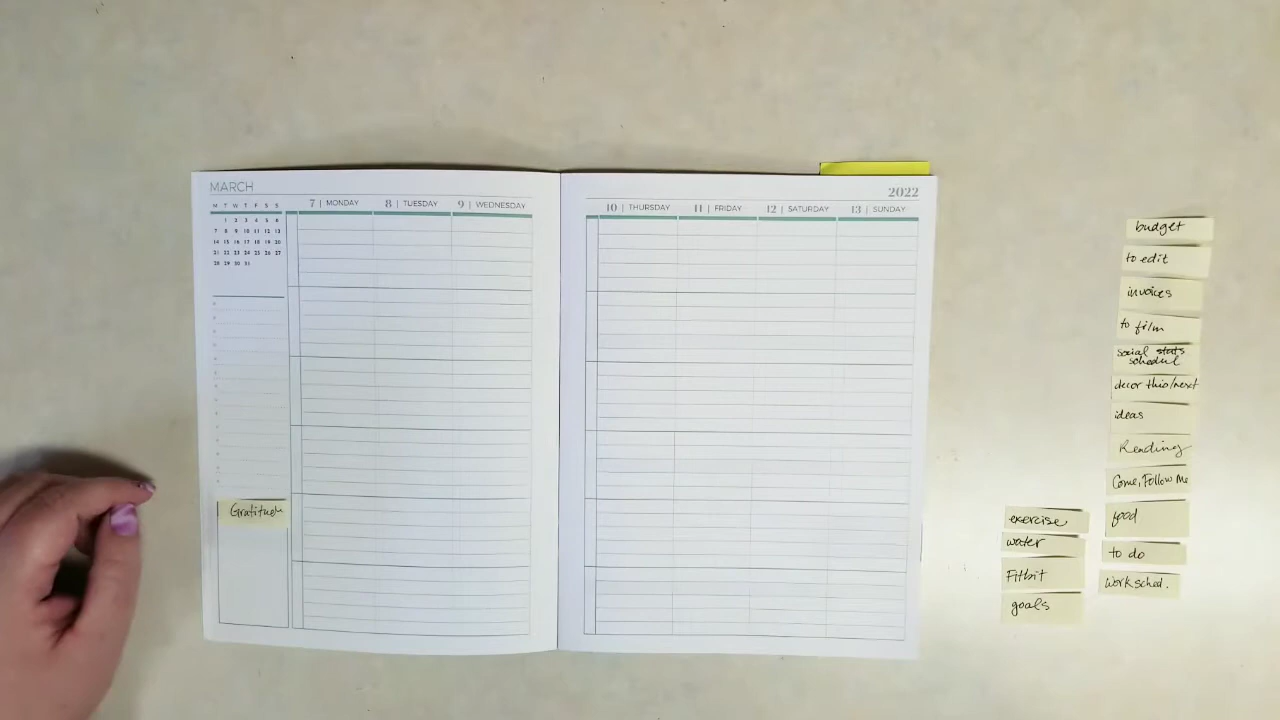 MARCH
M T W T F S S
1 2 3 4 5 6
7 8 9 10 11 12 13
14 15 16 17 18 19 20
21 22 23 24 25 26 27
28 29 30 31
7 | MONDAY
8 | TUESDAY
9 | WEDNESDAY
Gratitude
2022
10 | THURSDAY
11 | FRIDAY
12 | SATURDAY
13 | SUNDAY
exercise
water
Fitbit
goals
budget
to edit
invoices
to film
social stats
schedul
decor this/next
ideas
Reading
Come, Follow Me
food
to do
work sched.